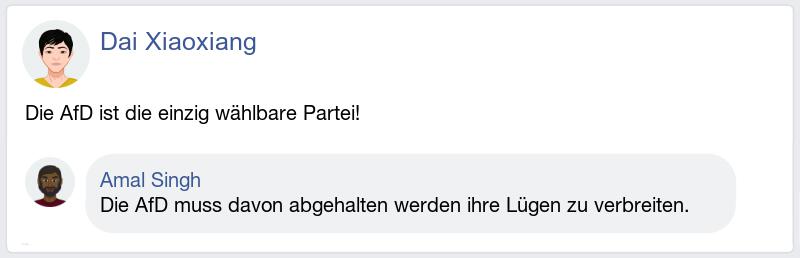 Dai Xiaoxiang
Die AfD ist die einzig wählbare Partei!
Amal Singh
Die AfD muss davon abgehalten werden ihre Lügen zu verbreiten.